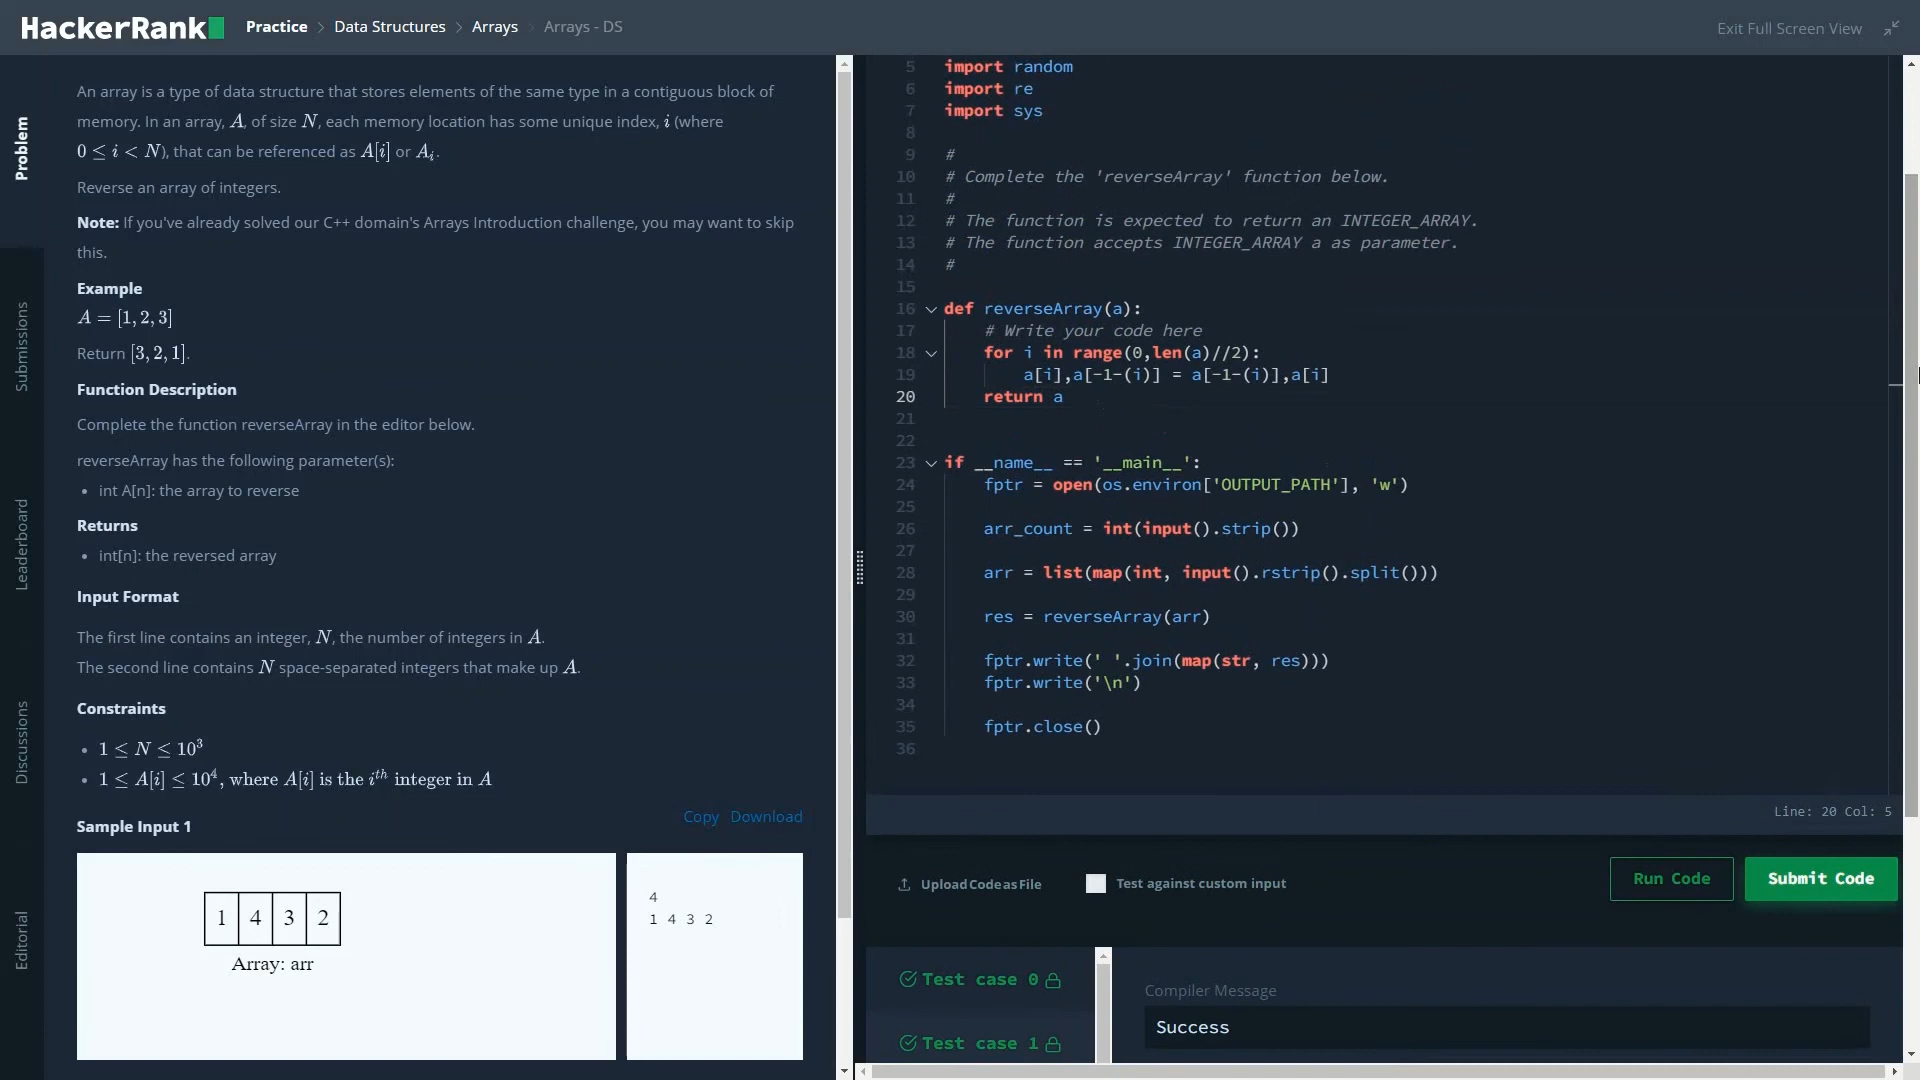 HackerRank
Practice
Data Structures
Arrays
Arrays - DS
Exit Full Screen View
Problem
Submissions
Leaderboard
Discussions
Editorial
An array is a type of data structure that stores elements of the same type in a contiguous block of
memory. In an array, A, of size N, each memory location has some unique index, i (where
0 ≤ i < N), that can be referenced as A[i] or Aᵢ.
Reverse an array of integers.
Note: If you've already solved our C++ domain's Arrays Introduction challenge, you may want to skip
this.
Example
A = [1, 2, 3]
Return [3, 2, 1].
Function Description
Complete the function reverseArray in the editor below.
reverseArray has the following parameter(s):
• int A[n]: the array to reverse
Returns
• int[n]: the reversed array
Input Format
The first line contains an integer, N, the number of integers in A.
The second line contains N space-separated integers that make up A.
Constraints
• 1 ≤ N ≤ 10³
• 1 ≤ A[i] ≤ 10⁴, where A[i] is the iᵗʰ integer in A
Sample Input 1
Copy Download
1 4 3 2
Array: arr
4
1 4 3 2
5 import random
6 import re
7 import sys
8
9 #
10 # Complete the 'reverseArray' function below.
11 #
12 # The function is expected to return an INTEGER_ARRAY.
13 # The function accepts INTEGER_ARRAY a as parameter.
14 #
15
16 def reverseArray(a):
17     # Write your code here
18     for i in range(0,len(a)//2):
19         a[i],a[-1-(i)] = a[-1-(i)],a[i]
20     return a
21
22
23 if __name__ == '__main__':
24     fptr = open(os.environ['OUTPUT_PATH'], 'w')
25
26     arr_count = int(input().strip())
27
28     arr = list(map(int, input().rstrip().split()))
29
30     res = reverseArray(arr)
31
32     fptr.write(' '.join(map(str, res)))
33     fptr.write('\n')
34
35     fptr.close()
36
Line: 20 Col: 5
Upload Code as File
Test against custom input
Run Code
Submit Code
Test case 0
Test case 1
Compiler Message
Success